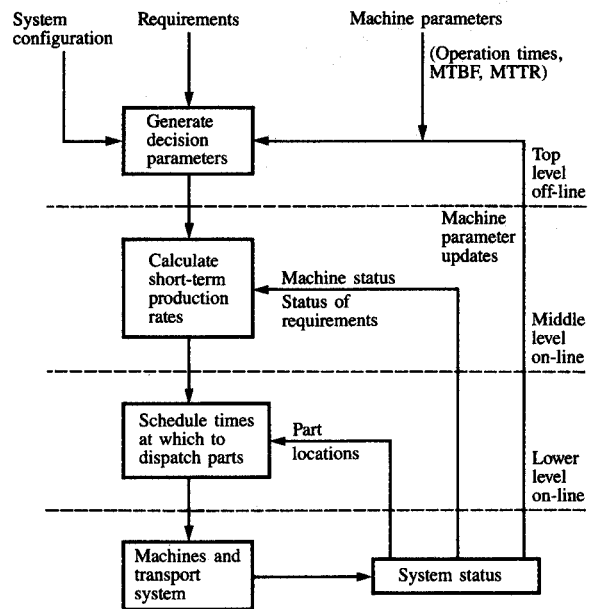 System
configuration
Requirements
Machine parameters
(Operation times,
MTBF, MTTR)
Generate
decision
parameters
Top
level
off-line
Machine
parameter
updates
Calculate
short-term
production
rates
Machine status
Status of
requirements
Middle level
on-line
Schedule times
at which to
dispatch parts
Part
locations
Lower
level
on-line
Machines and
transport
system
System status